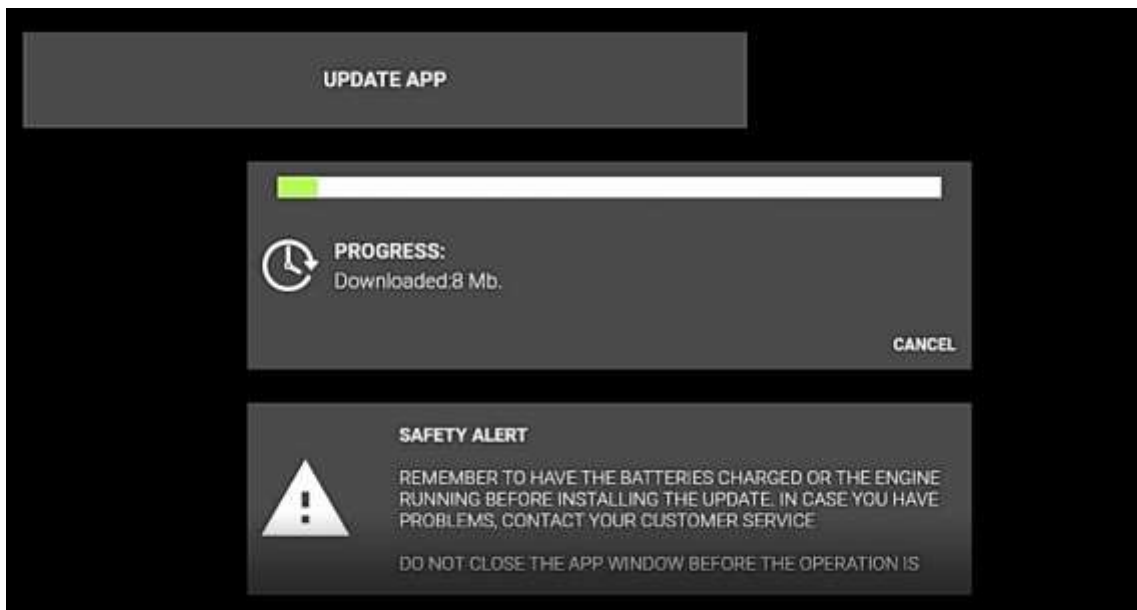 UPDATE APP
PROGRESS:
Downloaded:8 Mb.
CANCEL
SAFETY ALERT
REMEMBER TO HAVE THE BATTERIES CHARGED OR THE ENGINE
RUNNING BEFORE INSTALLING THE UPDATE. IN CASE YOU HAVE
PROBLEMS, CONTACT YOUR CUSTOMER SERVICE
DO NOT CLOSE THE APP WINDOW BEFORE THE OPERATION IS